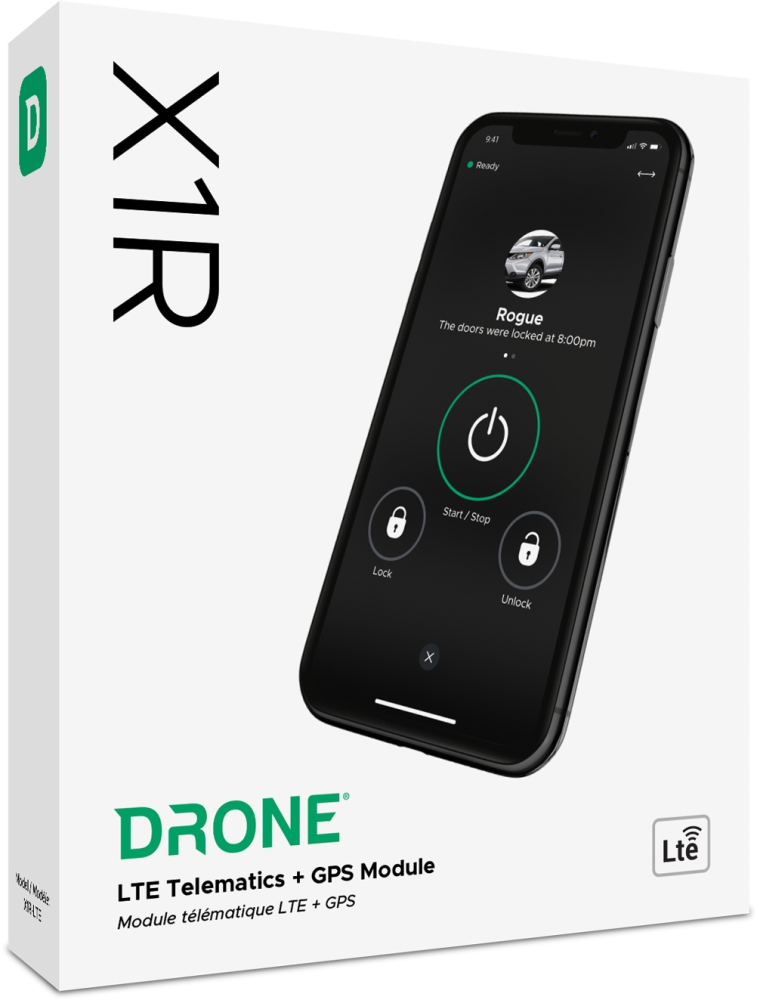 D
X1R
9:41
Ready
Rogue
The doors were locked at 8:00pm
Start / Stop
Lock
Unlock
DRONE®
LTE Telematics + GPS Module
Module télématique LTE + GPS
Lte
Model / Modèle:
X1R-LTE